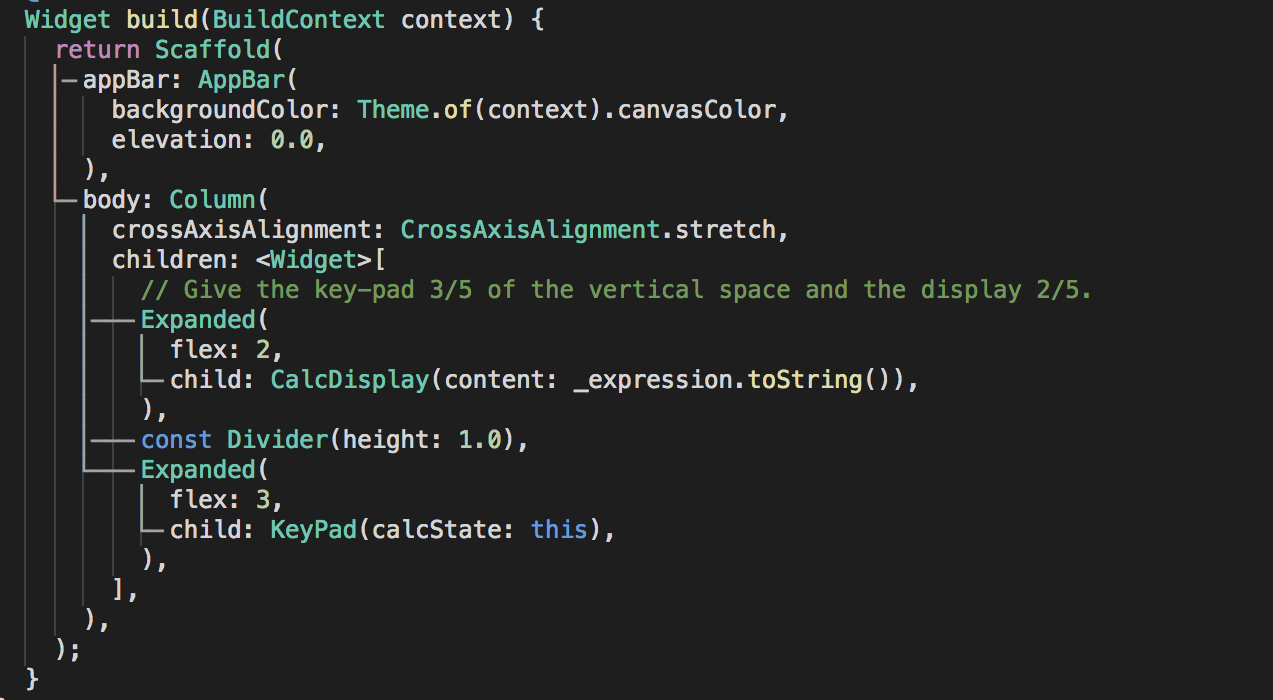 Widget build(BuildContext context) {
return Scaffold(
appBar: AppBar(
backgroundColor: Theme.of(context).canvasColor,
elevation: 0.0,
),
body: Column(
crossAxisAlignment: CrossAxisAlignment.stretch,
children: <Widget>[
// Give the key-pad 3/5 of the vertical space and the display 2/5.
Expanded(
flex: 2,
child: CalcDisplay(content: _expression.toString()),
),
const Divider(height: 1.0),
Expanded(
flex: 3,
child: KeyPad(calcState: this),
),
],
),
);
}